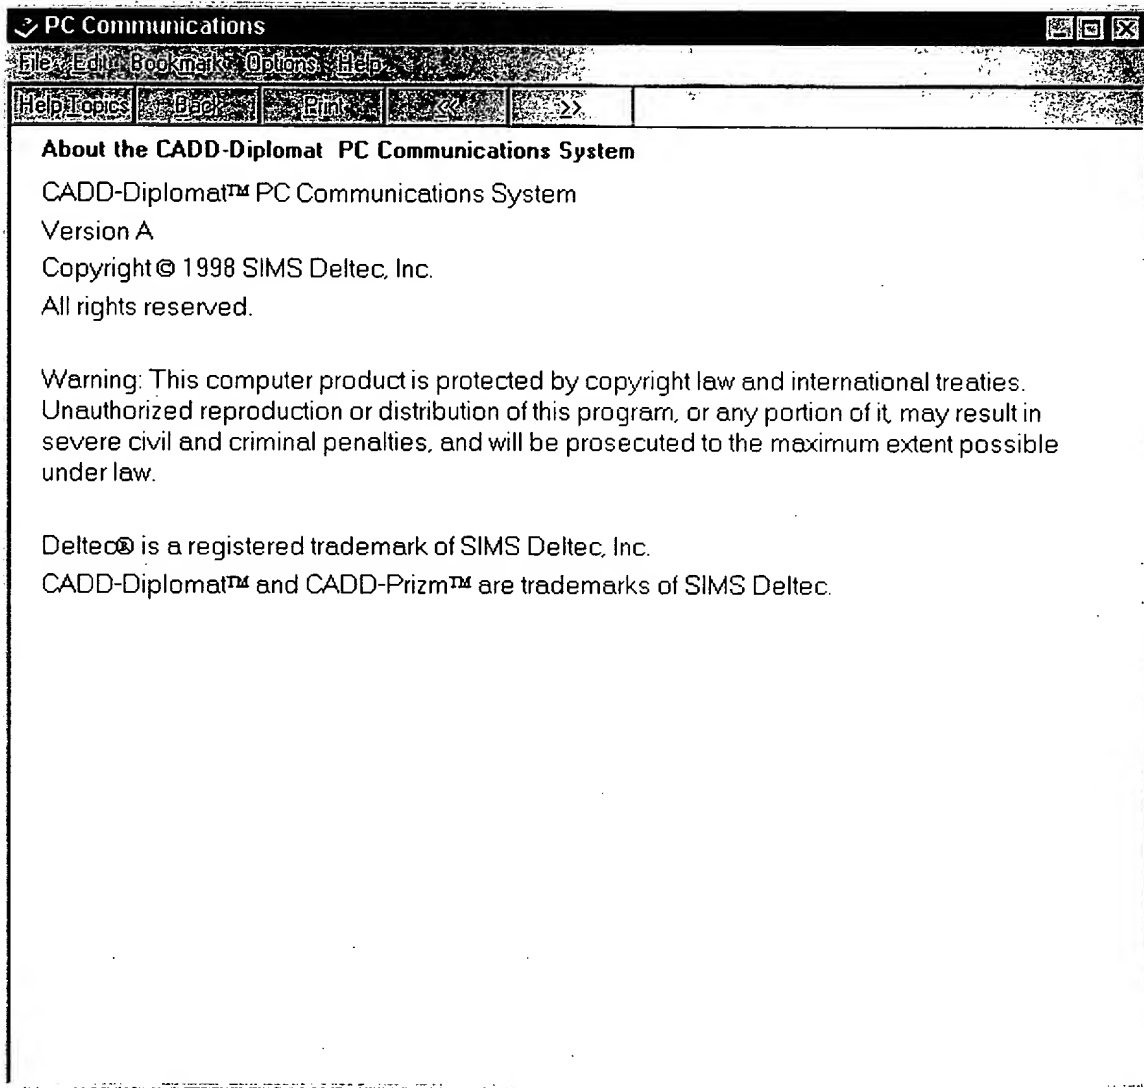 PC Communications
File Edit Bookmark Options Help
Help Topics Back Print << >>
About the CADD-Diplomat PC Communications System
CADD-Diplomat™ PC Communications System
Version A
Copyright © 1998 SIMS Deltec, Inc.
All rights reserved.
Warning: This computer product is protected by copyright law and international treaties.
Unauthorized reproduction or distribution of this program, or any portion of it, may result in
severe civil and criminal penalties, and will be prosecuted to the maximum extent possible
under law.
Deltec® is a registered trademark of SIMS Deltec, Inc.
CADD-Diplomat™ and CADD-Prizm™ are trademarks of SIMS Deltec.